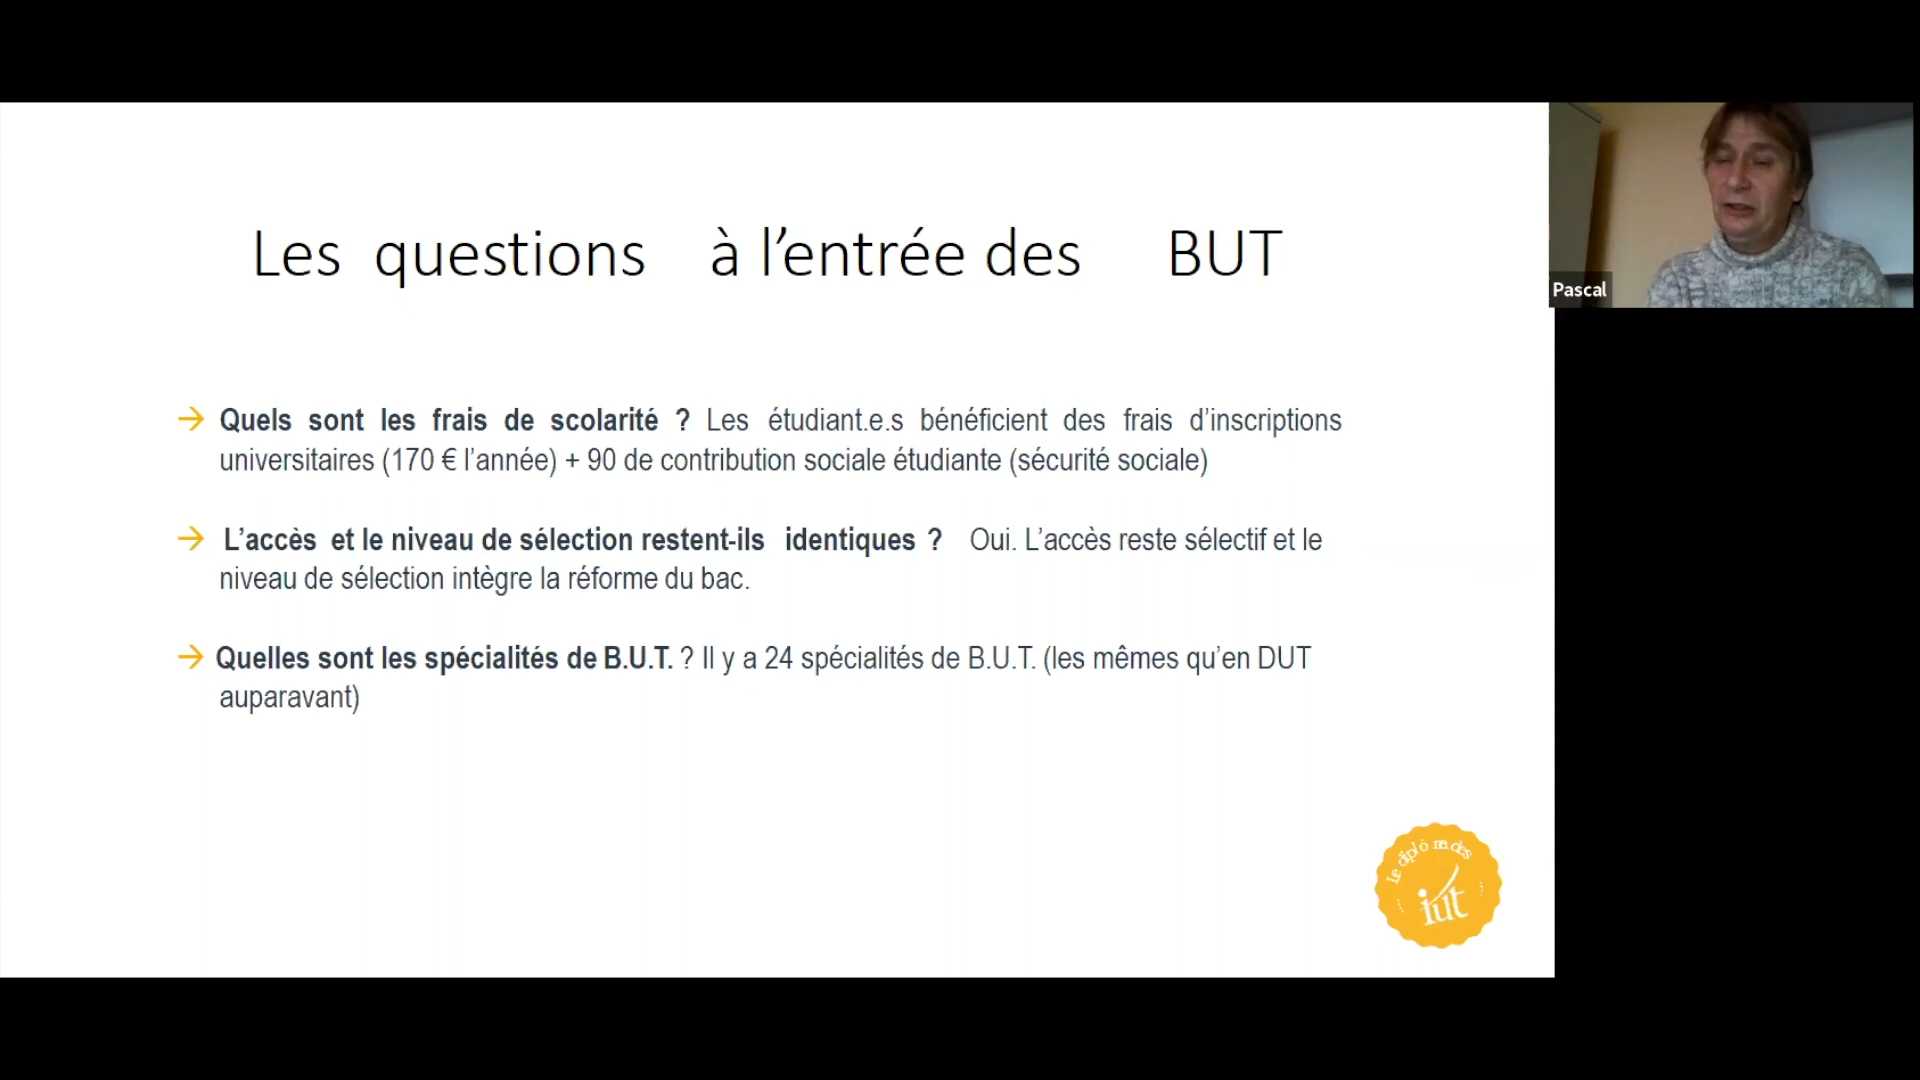 Les questions à l’entrée des BUT
Pascal
→ Quels sont les frais de scolarité ? Les étudiant.e.s bénéficient des frais d’inscriptions
universitaires (170 € l’année) + 90 de contribution sociale étudiante (sécurité sociale)
→ L’accès et le niveau de sélection restent-ils identiques ? Oui. L’accès reste sélectif et le
niveau de sélection intègre la réforme du bac.
→ Quelles sont les spécialités de B.U.T. ? Il y a 24 spécialités de B.U.T. (les mêmes qu’en DUT
auparavant)
Le diplôme des
iut